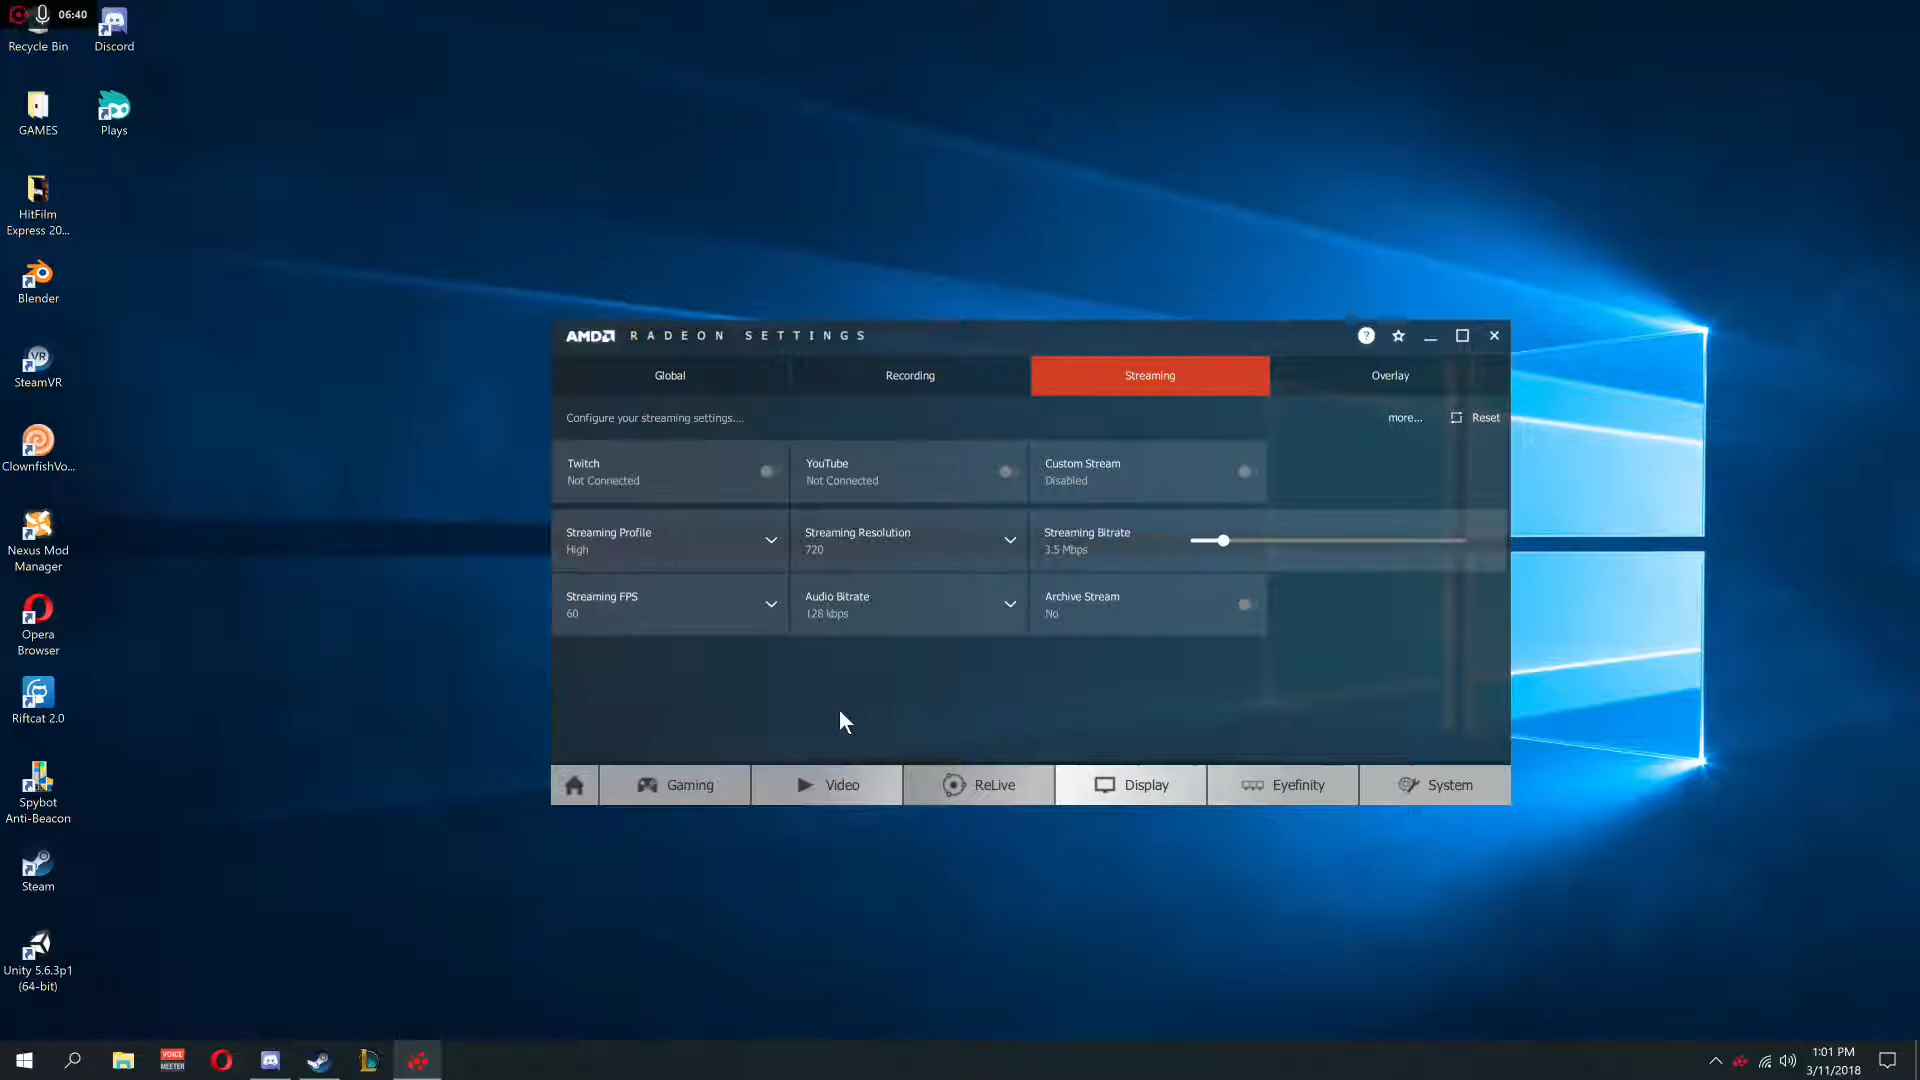 06:40
Recycle Bin
Discord
GAMES
Plays
HitFilm
Express 20...
Blender
SteamVR
ClownfishVo...
Nexus Mod
Manager
Opera
Browser
Riftcat 2.0
Spybot
Anti-Beacon
Steam
Unity 5.6.3p1
(64-bit)
AMD RADEON SETTINGS
?
Global
Recording
Streaming
Overlay
Configure your streaming settings....
more...
Reset
Twitch
Not Connected
YouTube
Not Connected
Custom Stream
Disabled
Streaming Profile
High
Streaming Resolution
720
Streaming Bitrate
3.5 Mbps
Streaming FPS
60
Audio Bitrate
128 kbps
Archive Stream
No
Gaming
Video
ReLive
Display
Eyefinity
System
VOICE
MEETER
1:01 PM
3/11/2018